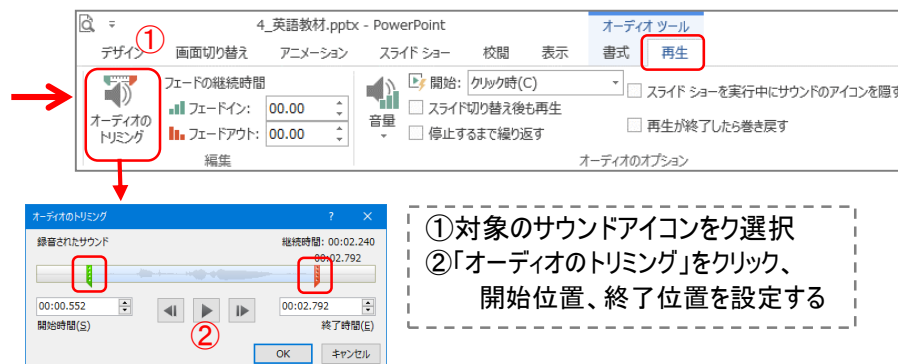 4_英語教材.pptx - PowerPoint
オーディオ ツール
デザイン 画面切り替え アニメーション スライド ショー 校閲 表示 書式 再生
①
オーディオの
トリミング
フェードの継続時間
フェードイン: 00.00
フェードアウト: 00.00
編集
音量
開始: クリック時(C)
スライド切り替え後も再生
停止するまで繰り返す
スライド ショーを実行中にサウンドのアイコンを隠す
再生が終了したら巻き戻す
オーディオのオプション
オーディオのトリミング ? ×
録音されたサウンド 継続時間: 00:02.240
00:02.792
00:00.552 00:02.792
開始時間(S) 終了時間(E)
②
OK キャンセル
①対象のサウンドアイコンをク選択
②「オーディオのトリミング」をクリック、
開始位置、終了位置を設定する